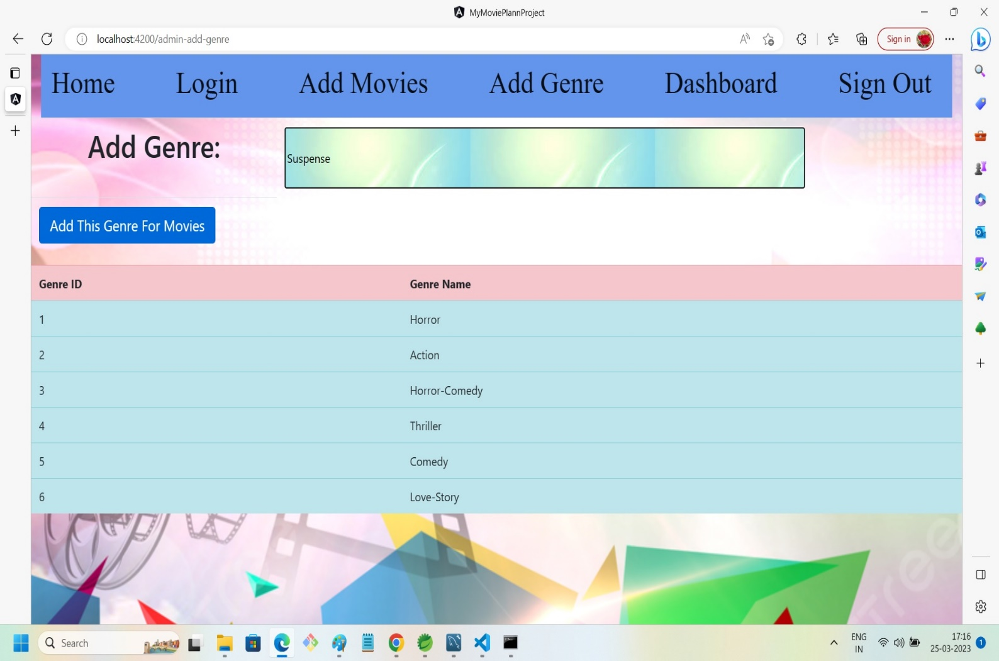 MyMoviePlannProject
localhost:4200/admin-add-genre
Sign in
Home Login Add Movies Add Genre Dashboard Sign Out
Add Genre:
Suspense
Add This Genre For Movies
Genre ID Genre Name
1 Horror
2 Action
3 Horror-Comedy
4 Thriller
5 Comedy
6 Love-Story
Search
ENG
IN
17:16
25-03-2023
1